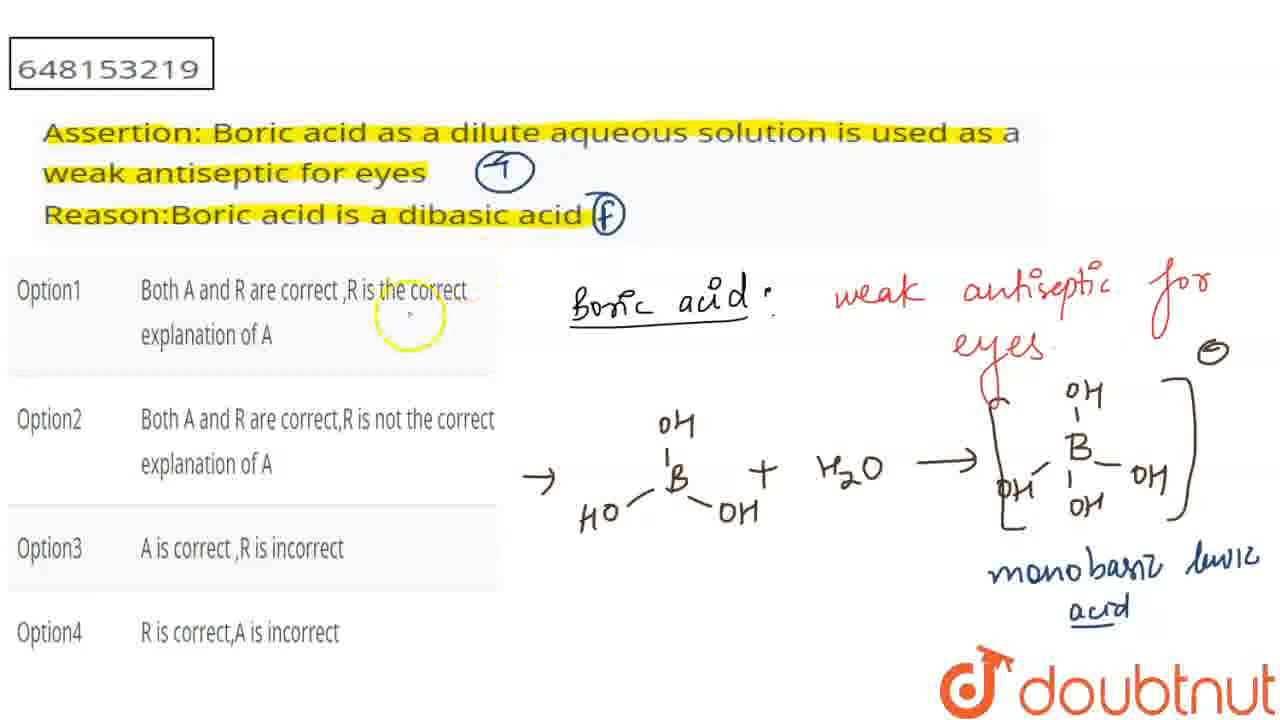 648153219
Assertion: Boric acid as a dilute aqueous solution is used as a
weak antiseptic for eyes T
Reason:Boric acid is a dibasic acid f
Option1 Both A and R are correct ,R is the correct
explanation of A
Option2 Both A and R are correct,R is not the correct
explanation of A
Option3 A is correct ,R is incorrect
Option4 R is correct,A is incorrect
Boric acid : weak antiseptic for
eyes.
OH
B
HO OH
+ H2O →
OH
B
OH OH
OH
⊖
monobasic lewic
acid
doubtnut